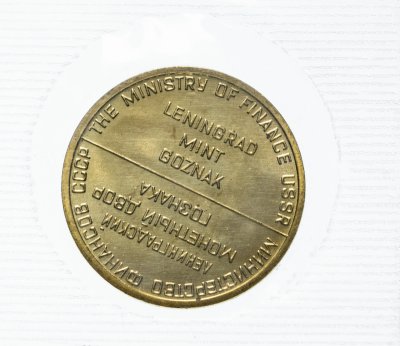 THE MINISTRY OF FINANCE USSR
LENINGRAD
MINT
GOZNAK
МИНИСТЕРСТВО ФИНАНСОВ СССР
ЛЕНИНГРАДСКИЙ
МОНЕТНЫЙ ДВОР
ГОЗНАКА